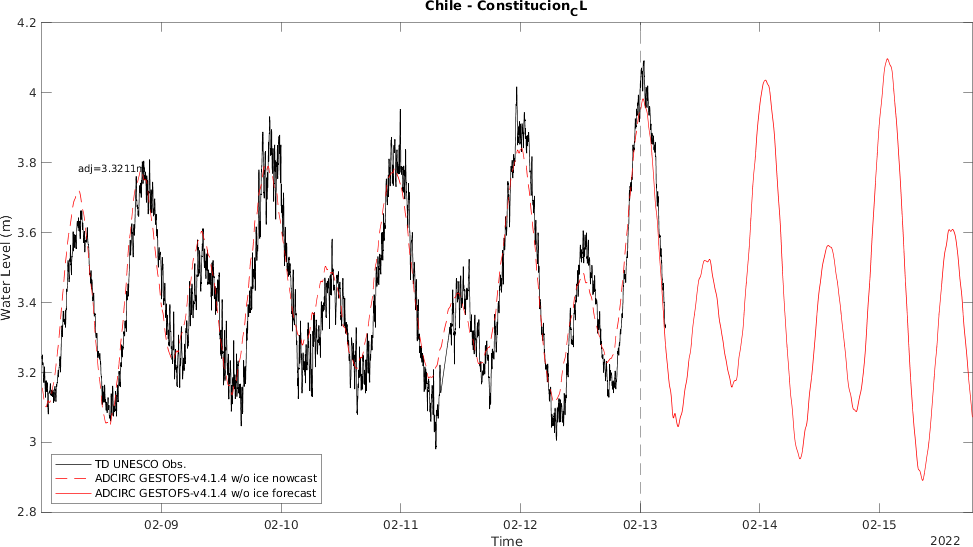 Chile - Constitucion_CL
4.2
4
3.8
3.6
3.4
3.2
3
2.8
Water Level (m)
adj=3.3211m
TD UNESCO Obs.
ADCIRC GESTOFS-v4.1.4 w/o ice nowcast
ADCIRC GESTOFS-v4.1.4 w/o ice forecast
02-09 02-10 02-11 02-12 02-13 02-14 02-15
Time
2022